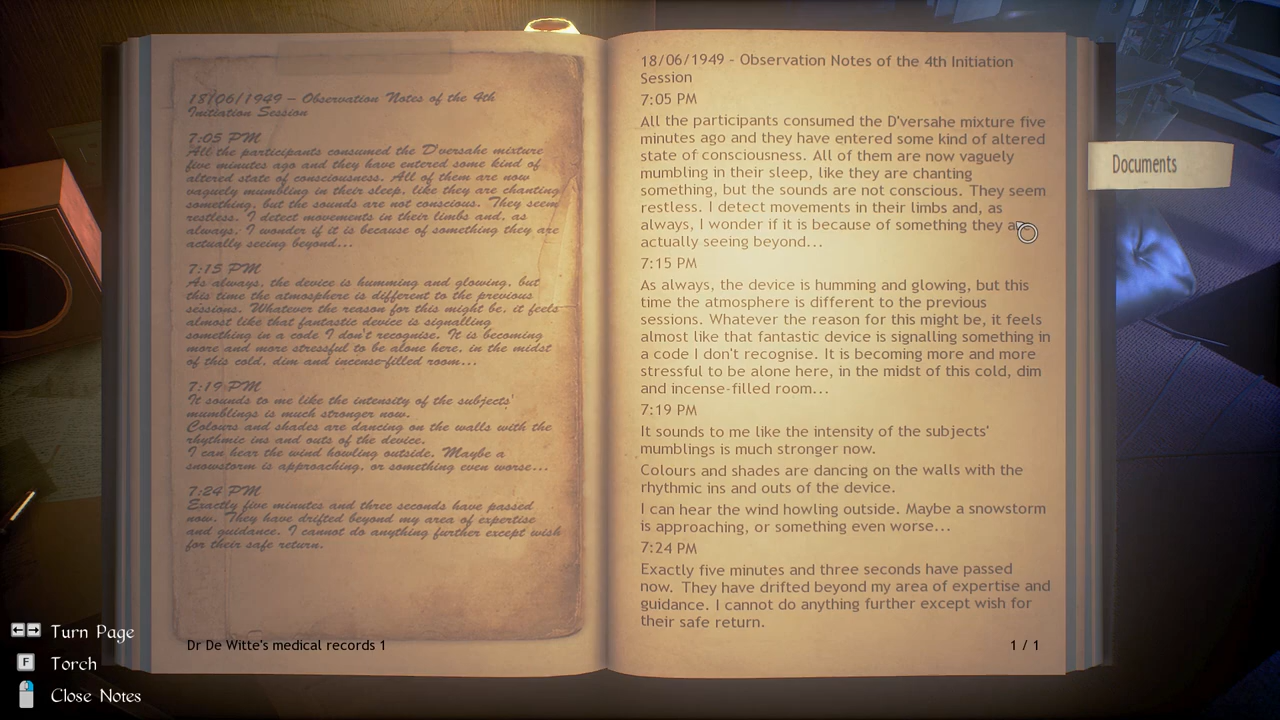 18/06/1949 – Observation Notes of the 4th
Initiation Session
7:05 PM
All the participants consumed the D'versahe mixture
five minutes ago and they have entered some kind of
altered state of consciousness. All of them are now
vaguely mumbling in their sleep, like they are chanting
something, but the sounds are not conscious. They seem
restless. I detect movements in their limbs and, as
always, I wonder if it is because of something they are
actually seeing beyond...
7:15 PM
As always, the device is humming and glowing, but
this time the atmosphere is different to the previous
sessions. Whatever the reason for this might be, it feels
almost like that fantastic device is signalling
something in a code I don't recognise. It is becoming
more and more stressful to be alone here, in the midst
of this cold, dim and incense-filled room...
7:19 PM
It sounds to me like the intensity of the subjects'
mumblings is much stronger now.
Colours and shades are dancing on the walls with the
rhythmic ins and outs of the device.
I can hear the wind howling outside. Maybe a
snowstorm is approaching, or something even worse...
7:24 PM
Exactly five minutes and three seconds have passed
now. They have drifted beyond my area of expertise
and guidance. I cannot do anything further except wish
for their safe return.
Dr De Witte's medical records 1
18/06/1949 - Observation Notes of the 4th Initiation
Session
7:05 PM
All the participants consumed the D'versahe mixture five
minutes ago and they have entered some kind of altered
state of consciousness. All of them are now vaguely
mumbling in their sleep, like they are chanting
something, but the sounds are not conscious. They seem
restless. I detect movements in their limbs and, as
always, I wonder if it is because of something they are
actually seeing beyond...
7:15 PM
As always, the device is humming and glowing, but this
time the atmosphere is different to the previous
sessions. Whatever the reason for this might be, it feels
almost like that fantastic device is signalling something in
a code I don't recognise. It is becoming more and more
stressful to be alone here, in the midst of this cold, dim
and incense-filled room...
7:19 PM
It sounds to me like the intensity of the subjects'
mumblings is much stronger now.
Colours and shades are dancing on the walls with the
rhythmic ins and outs of the device.
I can hear the wind howling outside. Maybe a snowstorm
is approaching, or something even worse...
7:24 PM
Exactly five minutes and three seconds have passed
now. They have drifted beyond my area of expertise and
guidance. I cannot do anything further except wish for
their safe return.
1 / 1
Documents
Turn Page
F Torch
Close Notes